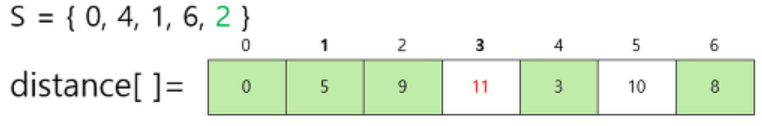 S = { 0, 4, 1, 6, 2 }
0 1 2 3 4 5 6
distance[ ]= 0 5 9 11 3 10 8